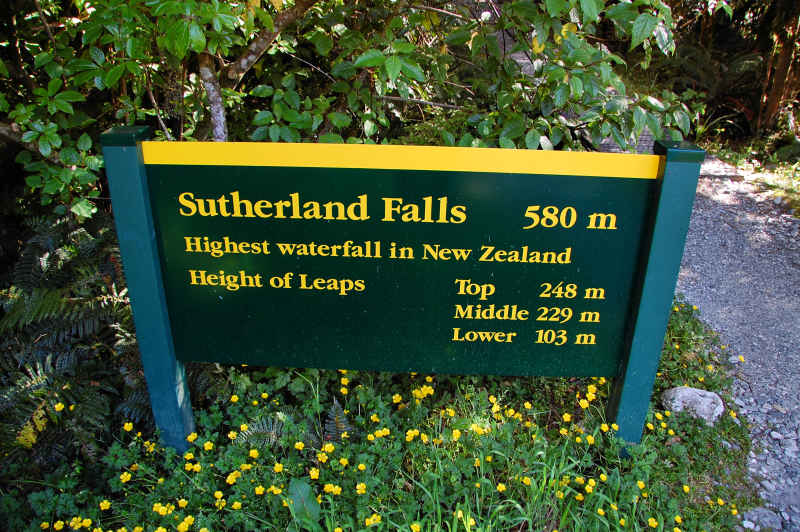 Sutherland Falls 580 m
Highest waterfall in New Zealand
Height of Leaps Top 248 m
Middle 229 m
Lower 103 m